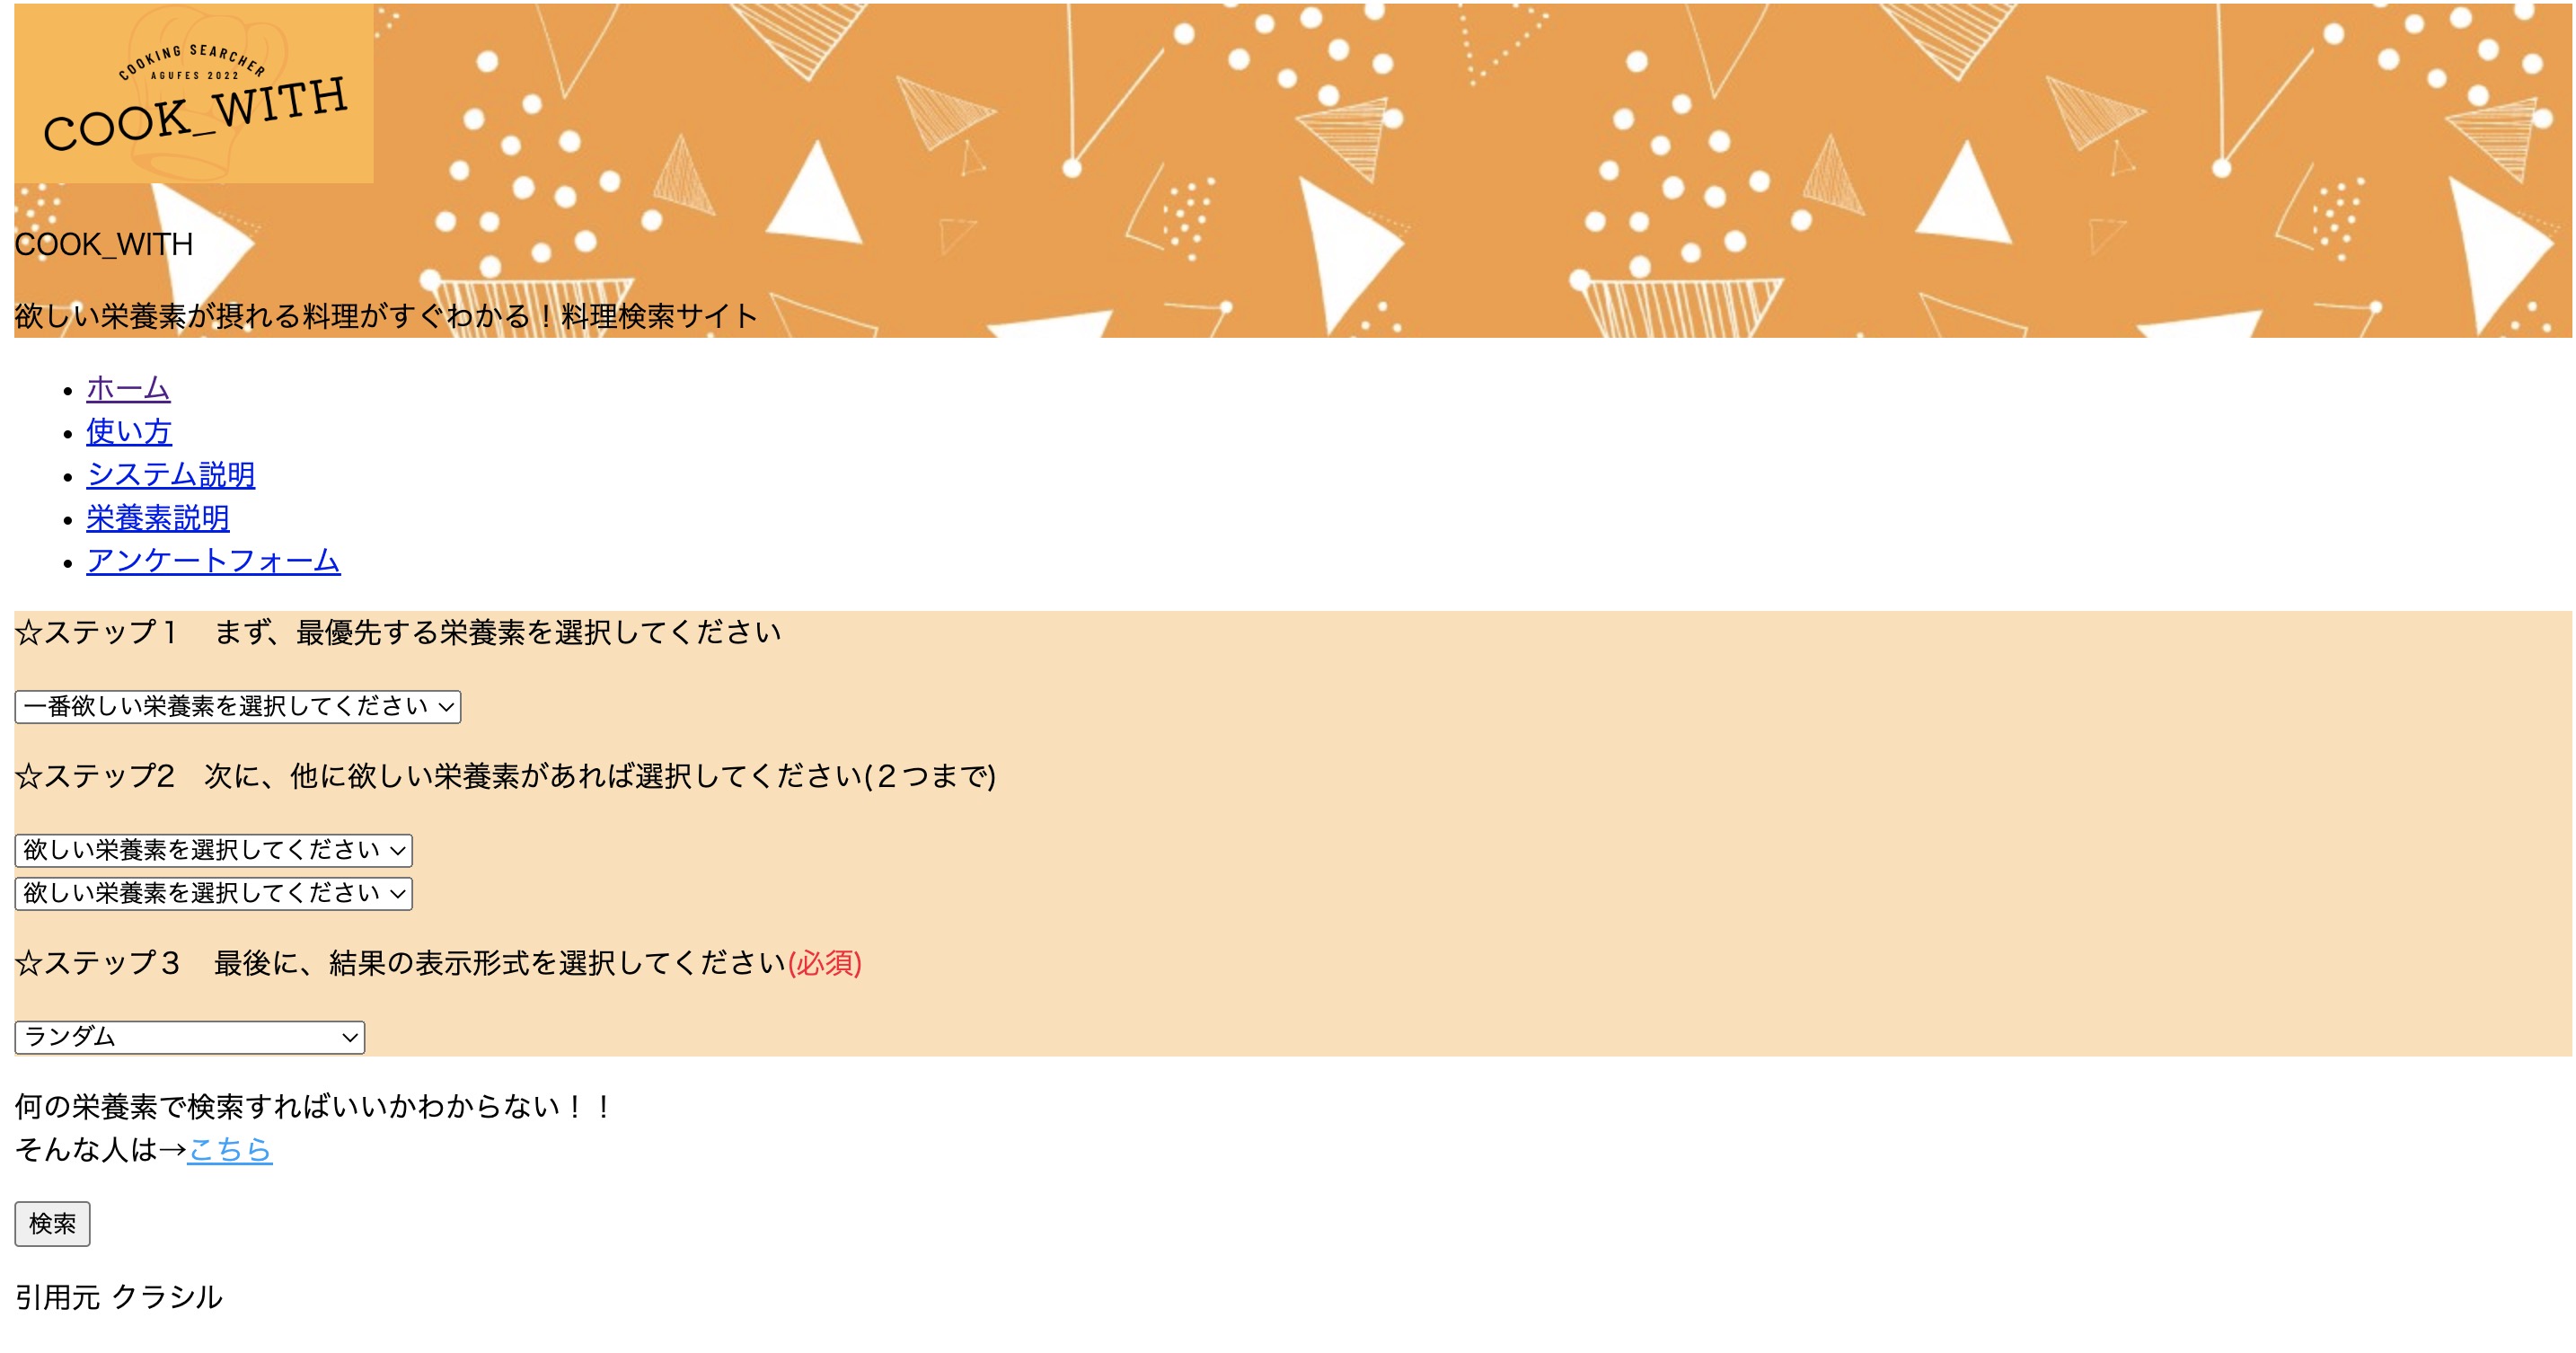 COOKING SEARCHER
AGUFES 2022
COOK_WITH
COOK_WITH
欲しい栄養素が摂れる料理がすぐわかる！料理検索サイト
ホーム
使い方
システム説明
栄養素説明
アンケートフォーム
☆ステップ１　まず、最優先する栄養素を選択してください
一番欲しい栄養素を選択してください
☆ステップ2　次に、他に欲しい栄養素があれば選択してください(２つまで)
欲しい栄養素を選択してください
欲しい栄養素を選択してください
☆ステップ３　最後に、結果の表示形式を選択してください(必須)
ランダム
何の栄養素で検索すればいいかわからない！！
そんな人は→こちら
検索
引用元 クラシル